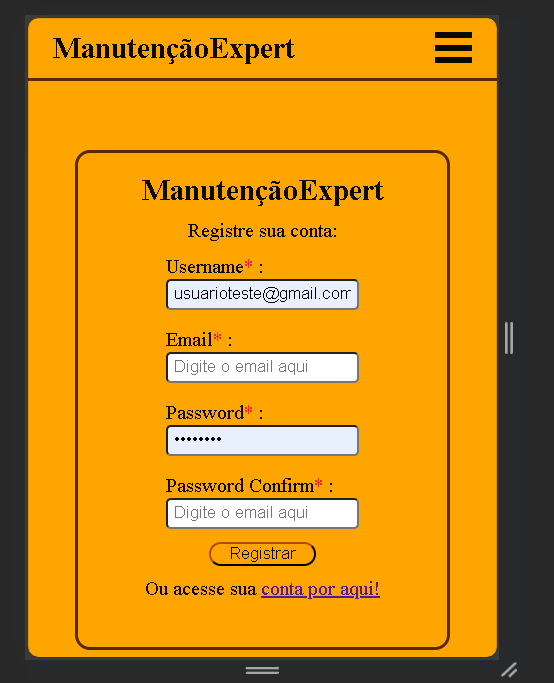 ManutençãoExpert
ManutençãoExpert
Registre sua conta:
Username* :
usuarioteste@gmail.com
Email* :
Digite o email aqui
Password* :
••••••••
Password Confirm* :
Digite o email aqui
Registrar
Ou acesse sua conta por aqui!